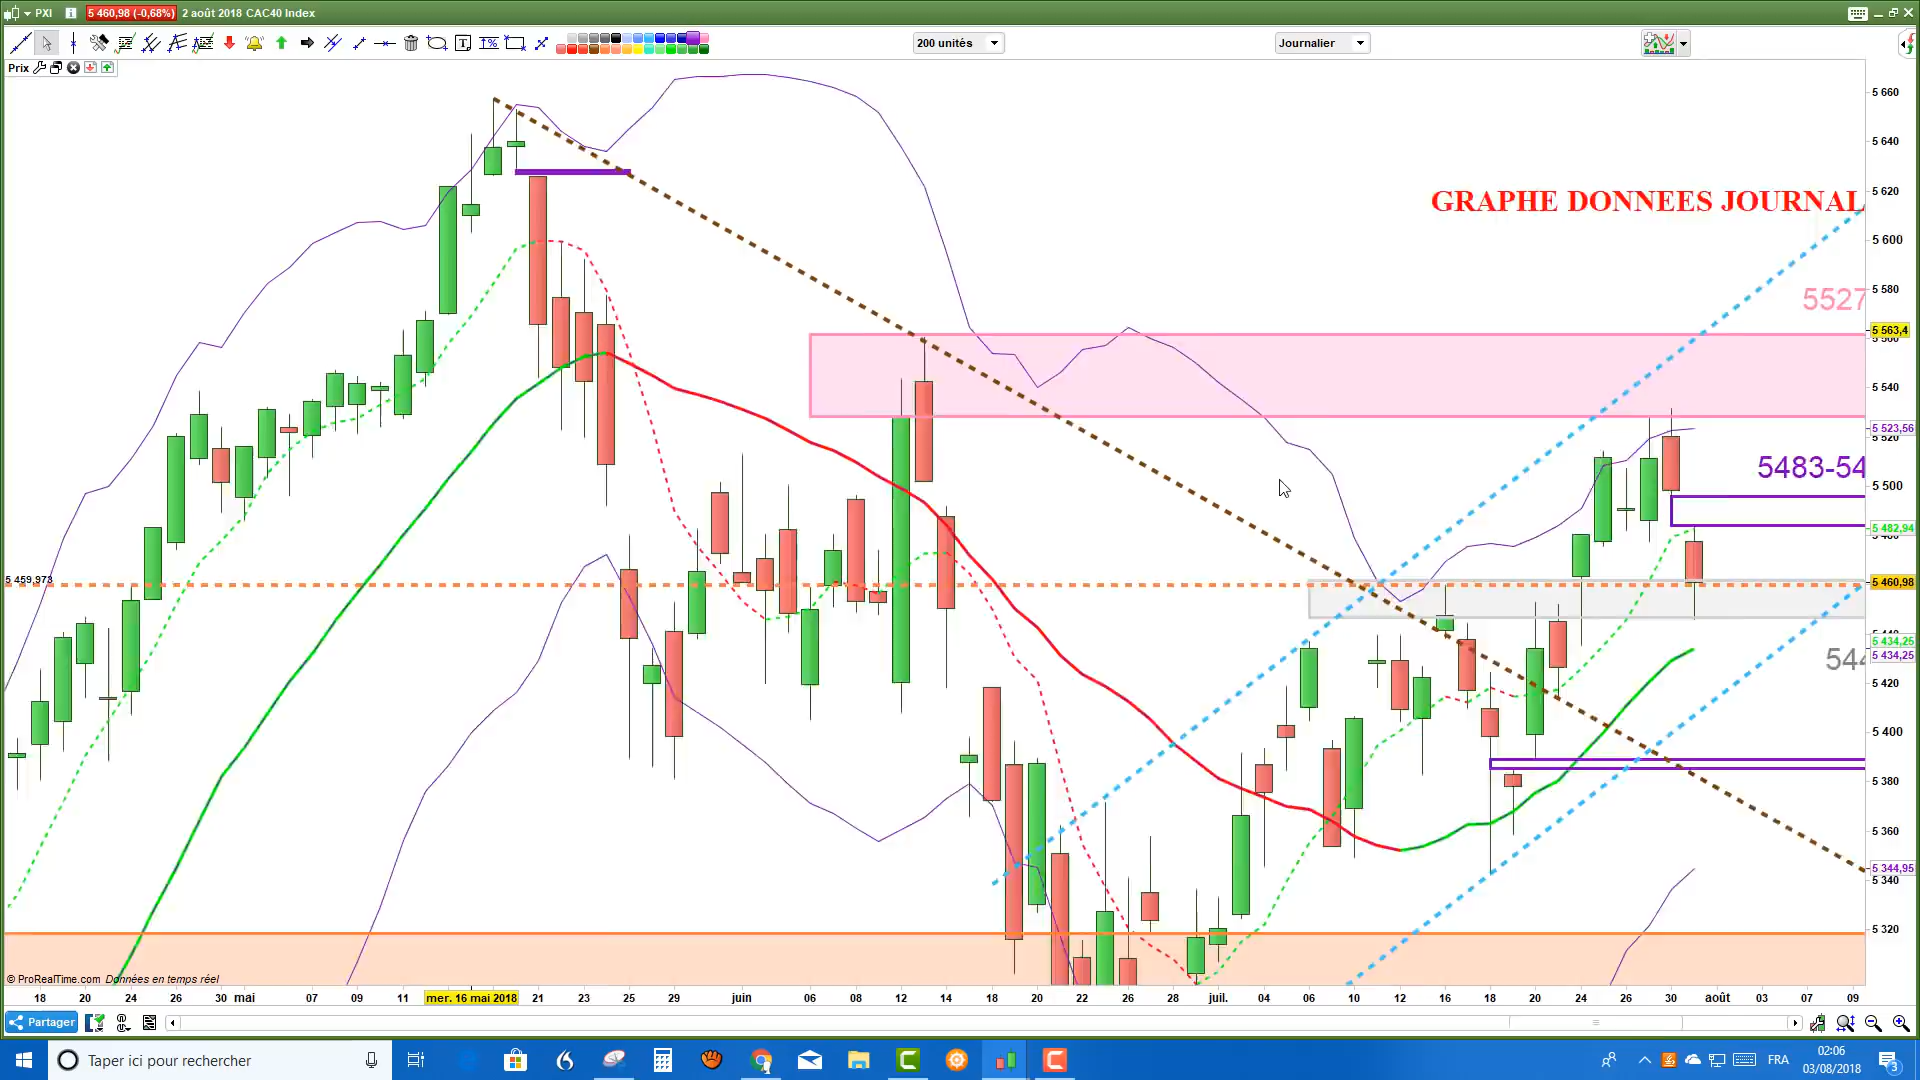 PXI 5 460,98 (-0,68%) 2 août 2018 CAC40 Index
200 unités
Journalier
Prix
5 660
5 640
GRAPHE DONNEES JOURNAL
5 620
5 600
5 580
5527
5 563,4
5 540
5 523,56
5 520
5483-54
5 500
5 482,94
5 459,973
5 460,98
5 434,25
544
5 434,25
5 420
5 400
5 380
5 360
5 344,95
5 340
5 320
© ProRealTime.com Données en temps réel
18 20 24 26 30 mai 07 09 11 mer. 16 mai 2018 21 23 25 29 juin 06 08 12 14 18 20 22 26 28 juil. 04 06 10 12 16 18 20 24 26 30 août 03 07 09
Partager
Taper ici pour rechercher
FRA
02:06
03/08/2018
3